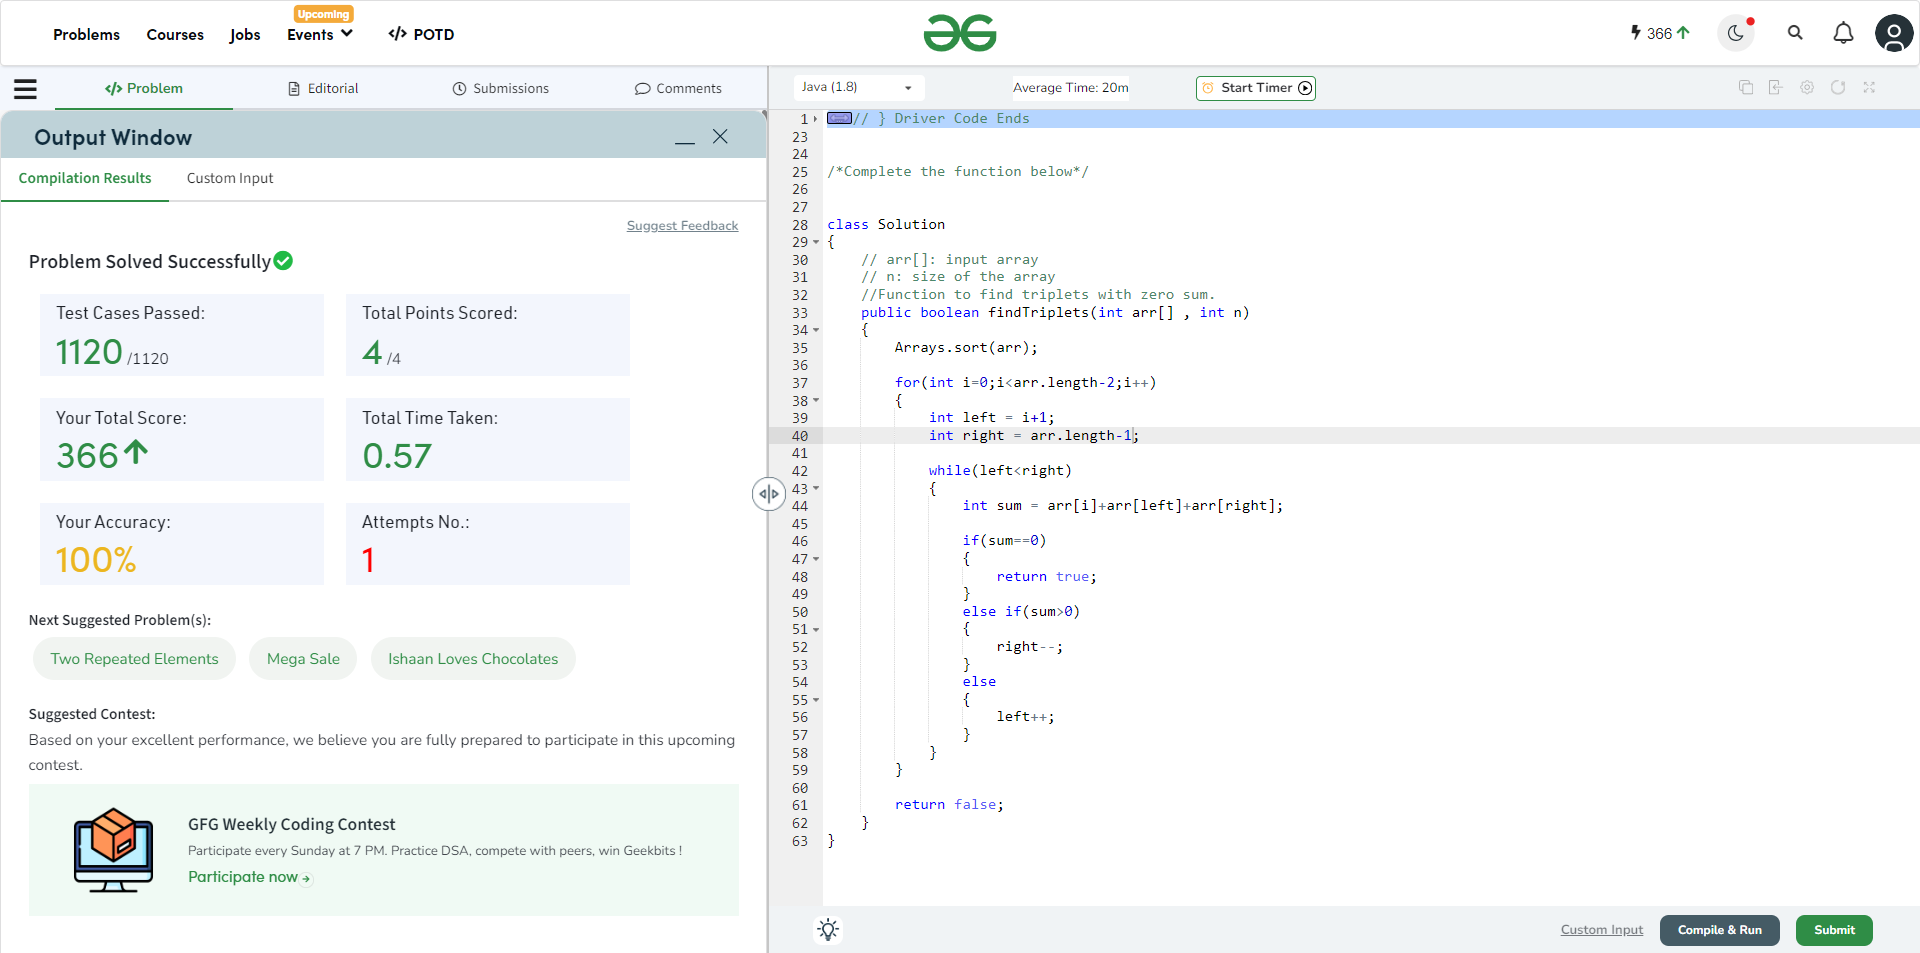 Problems
Courses
Jobs
Upcoming
Events
</> POTD
366
</> Problem
Editorial
Submissions
Comments
Output Window
Compilation Results
Custom Input
Suggest Feedback
Problem Solved Successfully
Test Cases Passed:
1120 /1120
Total Points Scored:
4 /4
Your Total Score:
366
Total Time Taken:
0.57
Your Accuracy:
100%
Attempts No.:
1
Next Suggested Problem(s):
Two Repeated Elements
Mega Sale
Ishaan Loves Chocolates
Suggested Contest:
Based on your excellent performance, we believe you are fully prepared to participate in this upcoming
contest.
GFG Weekly Coding Contest
Participate every Sunday at 7 PM. Practice DSA, compete with peers, win Geekbits !
Participate now
Java (1.8)
Average Time: 20m
Start Timer
1 // } Driver Code Ends
23
24
25 /*Complete the function below*/
26
27
28 class Solution
29 {
30 // arr[]: input array
31 // n: size of the array
32 //Function to find triplets with zero sum.
33 public boolean findTriplets(int arr[] , int n)
34 {
35 Arrays.sort(arr);
36
37 for(int i=0;i<arr.length-2;i++)
38 {
39 int left = i+1;
40 int right = arr.length-1;
41
42 while(left<right)
43 {
44 int sum = arr[i]+arr[left]+arr[right];
45
46 if(sum==0)
47 {
48 return true;
49 }
50 else if(sum>0)
51 {
52 right--;
53 }
54 else
55 {
56 left++;
57 }
58 }
59 }
60
61 return false;
62 }
63 }
Custom Input
Compile & Run
Submit